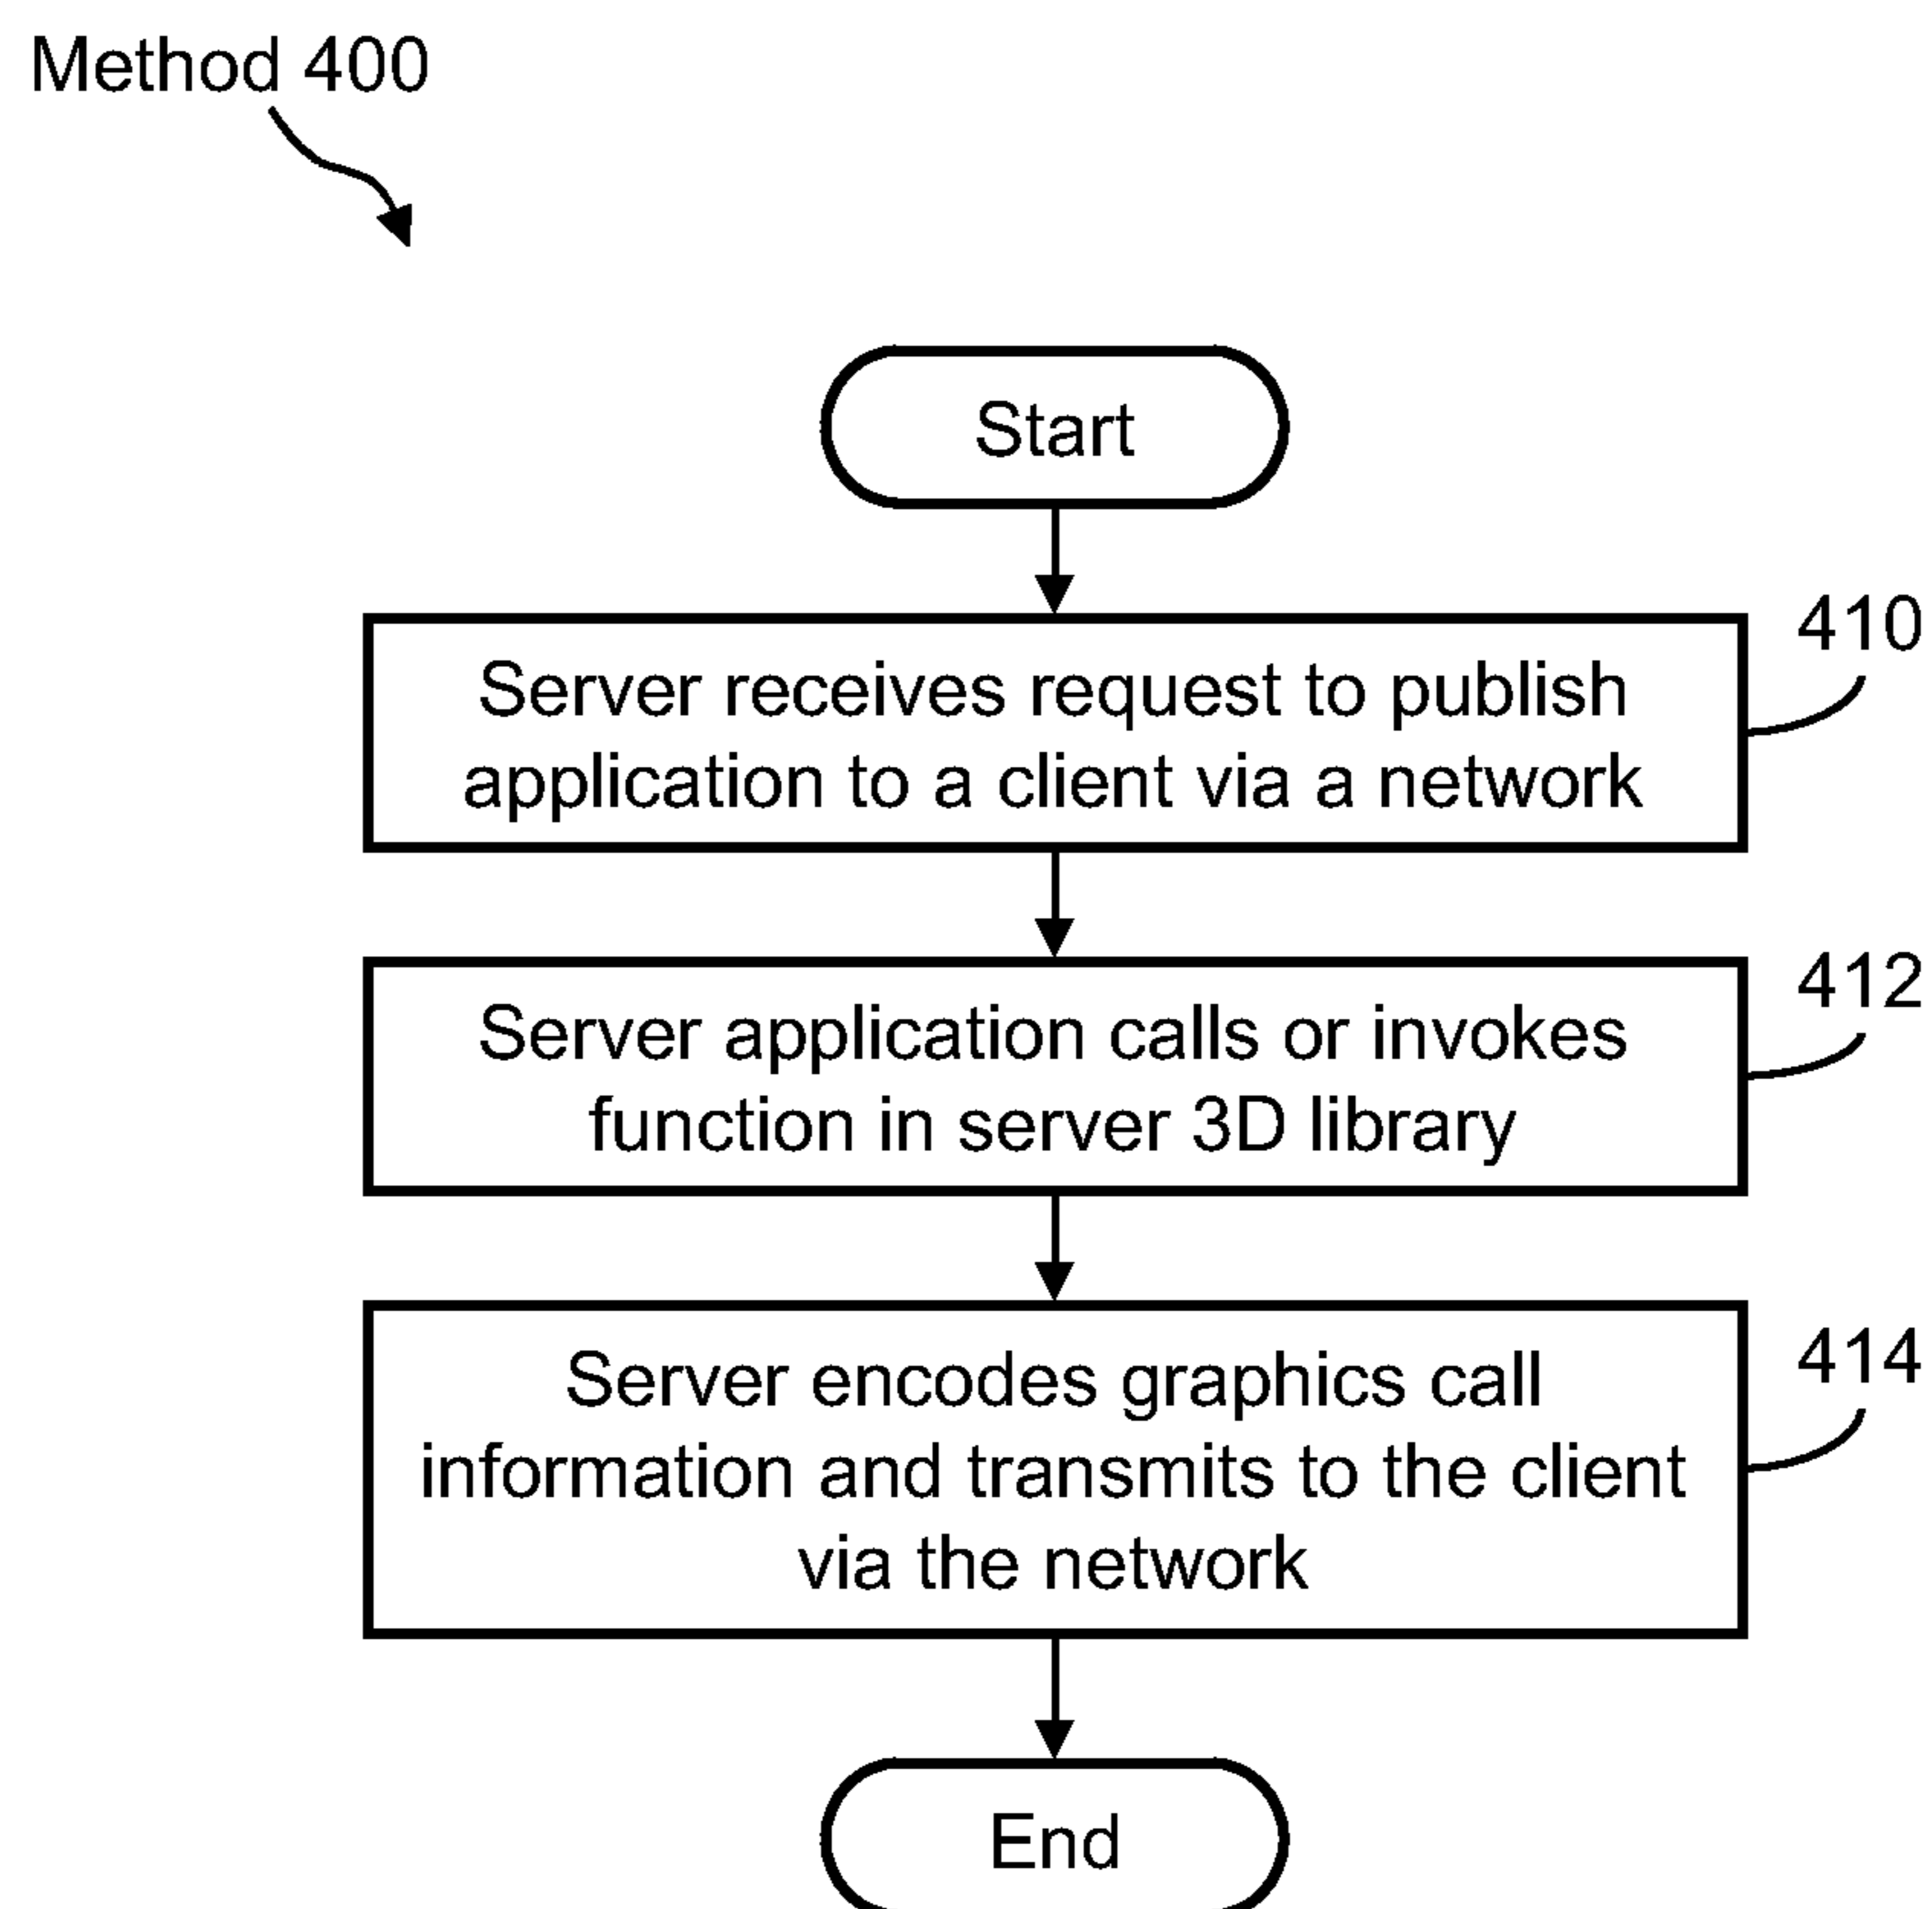 Method 400
Start
410
Server receives request to publish
application to a client via a network
412
Server application calls or invokes
function in server 3D library
414
Server encodes graphics call
information and transmits to the client
via the network
End